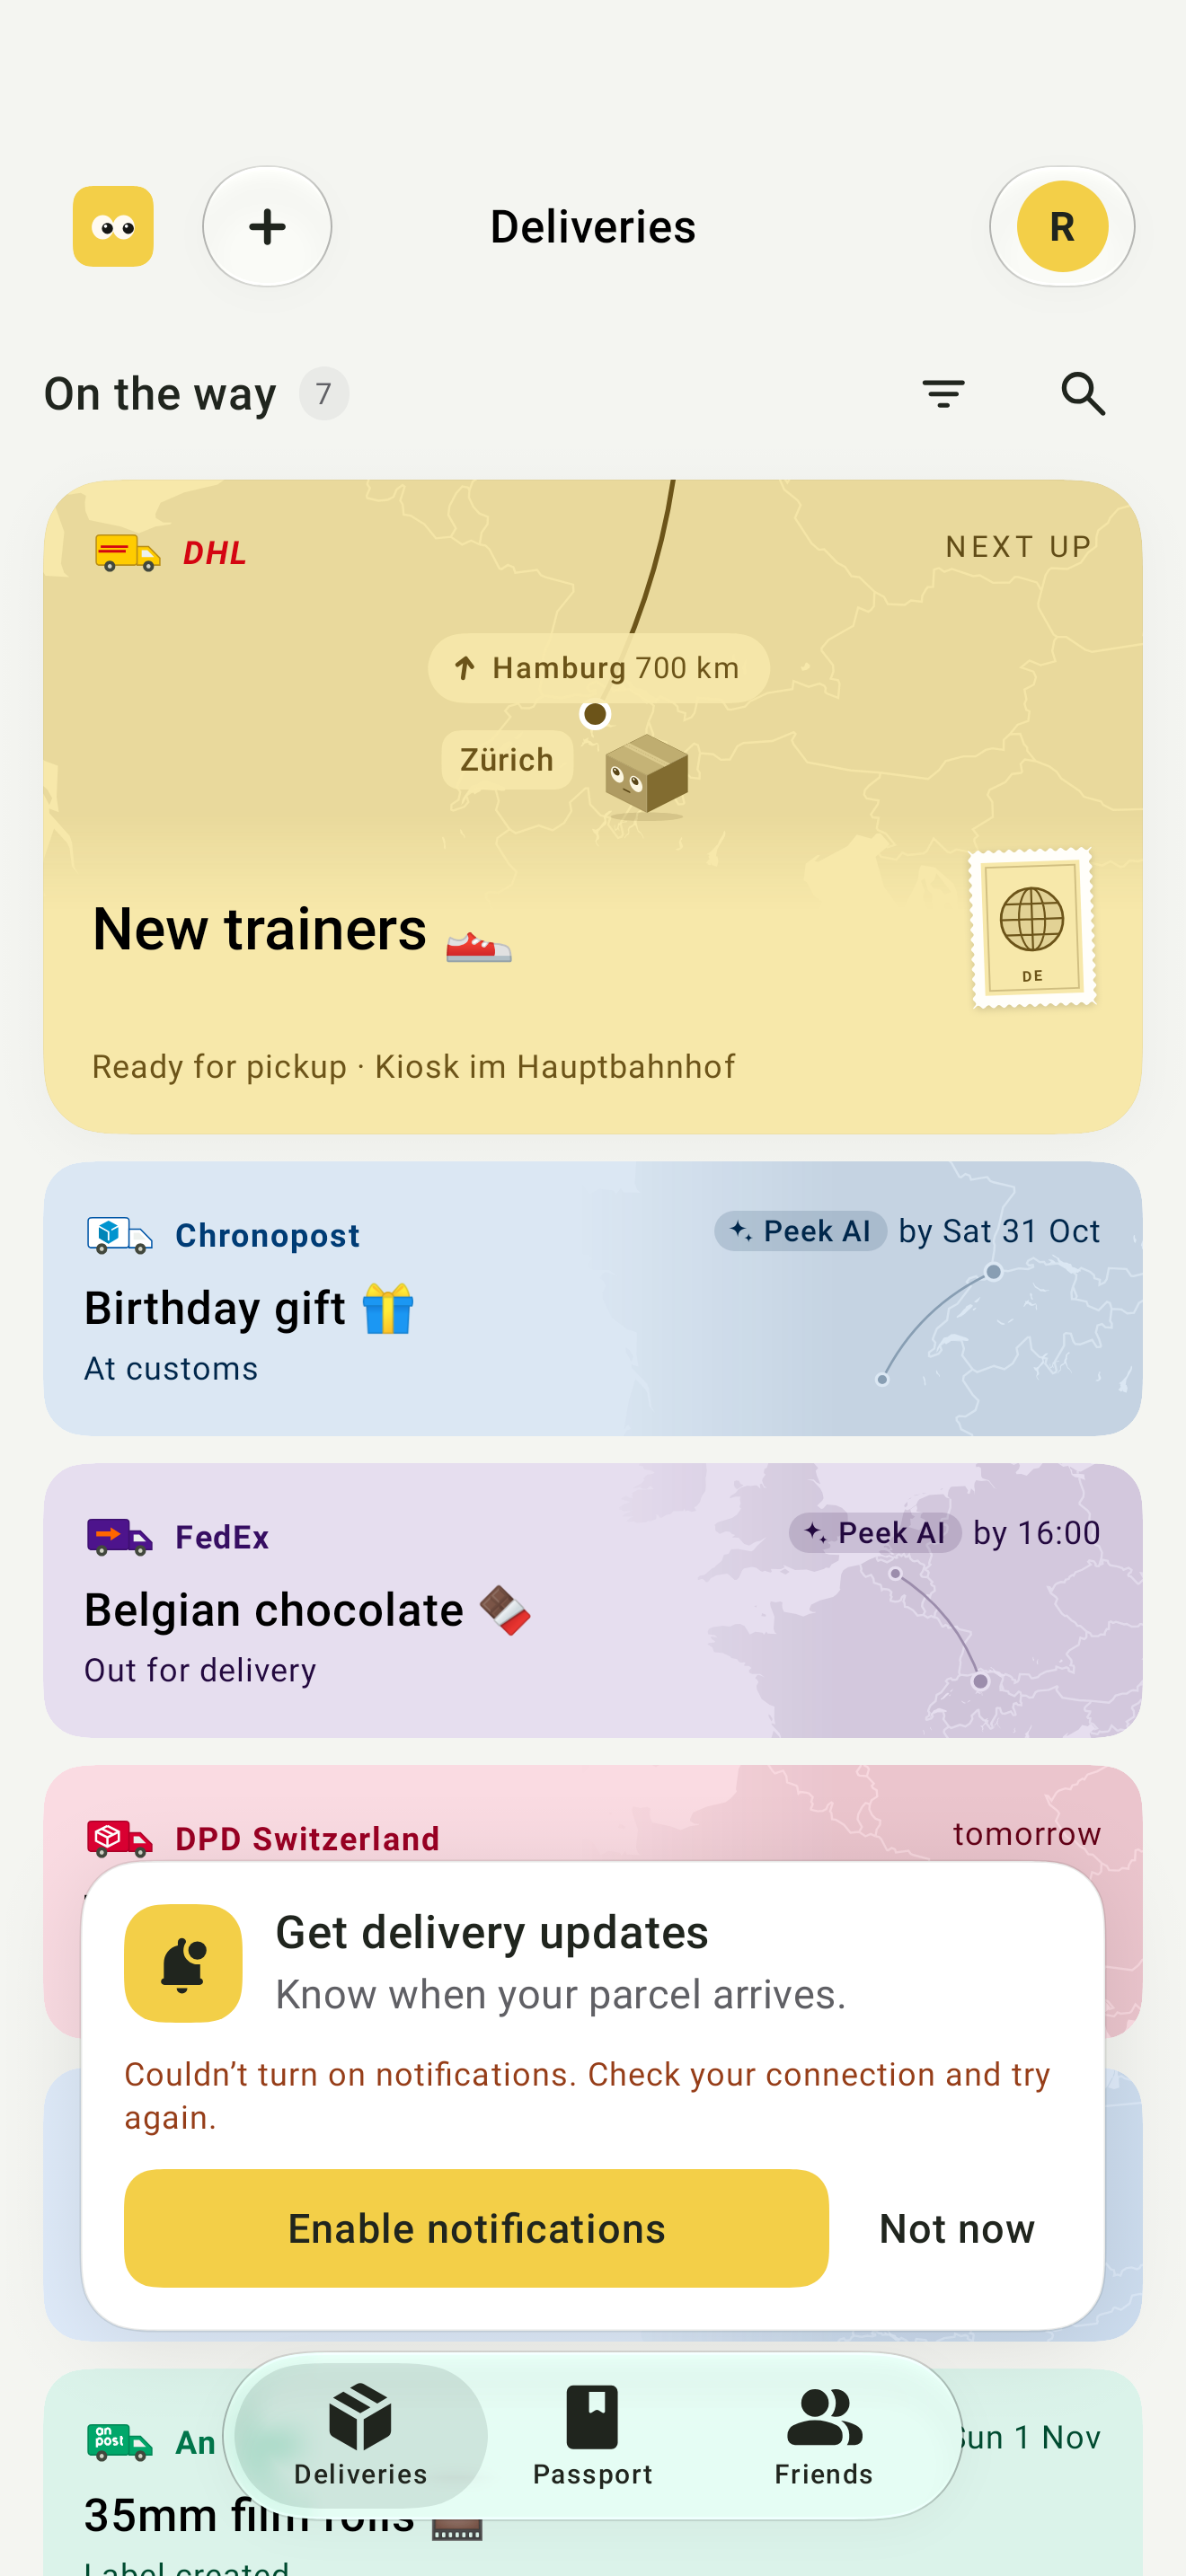 Deliveries
R
On the way 7
DHL
NEXT UP
Hamburg 700 km
Zürich
New trainers
DE
Ready for pickup · Kiosk im Hauptbahnhof
Chronopost
Peek AI by Sat 31 Oct
Birthday gift
At customs
FedEx
Peek AI by 16:00
Belgian chocolate
Out for delivery
DPD Switzerland
tomorrow
Get delivery updates
Know when your parcel arrives.
Couldn’t turn on notifications. Check your connection and try
again.
Enable notifications
Not now
an
post
An
Sun 1 Nov
Deliveries
Passport
Friends
35mm film rolls
Label created